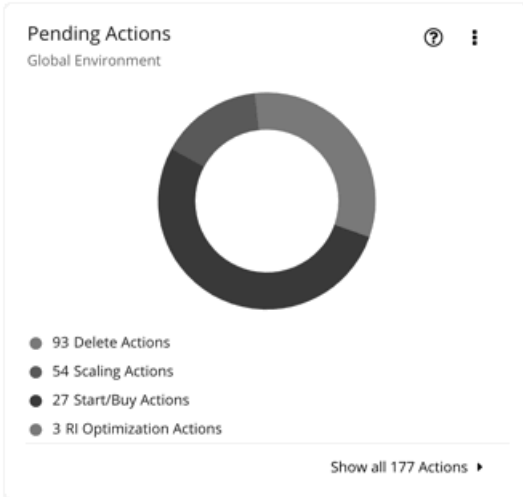 Pending Actions
Global Environment
93 Delete Actions
54 Scaling Actions
27 Start/Buy Actions
3 RI Optimization Actions
Show all 177 Actions